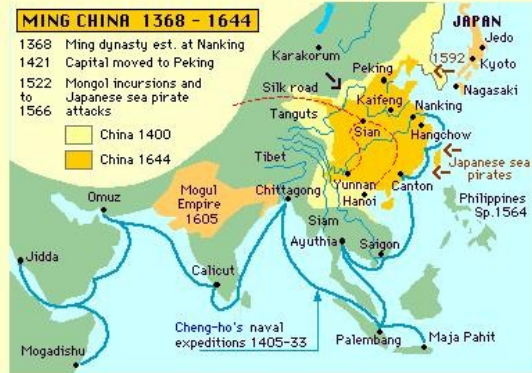 MING CHINA 1368 - 1644
1368 Ming dynasty est. at Nanking
1421 Capital moved to Peking
1522 Mongol incursions and
to Japanese sea pirate
1566 attacks
China 1400
China 1644
JAPAN
Jedo
1592
Kyoto
Nagasaki
Karakorum
Peking
Silk road
Kaifeng
Nanking
Tanguts
Sian
Hangchow
Tibet
Japanese sea
pirates
Omuz
Mogul
Empire
1605
Chittagong
Yunnan
Canton
Hanoi
Philippines
Sp.1564
Siam
Ayuthia
Saigon
Jidda
Calicut
Cheng-ho's naval
expeditions 1405-33
Mogadishu
Palembang
Maja Pahit